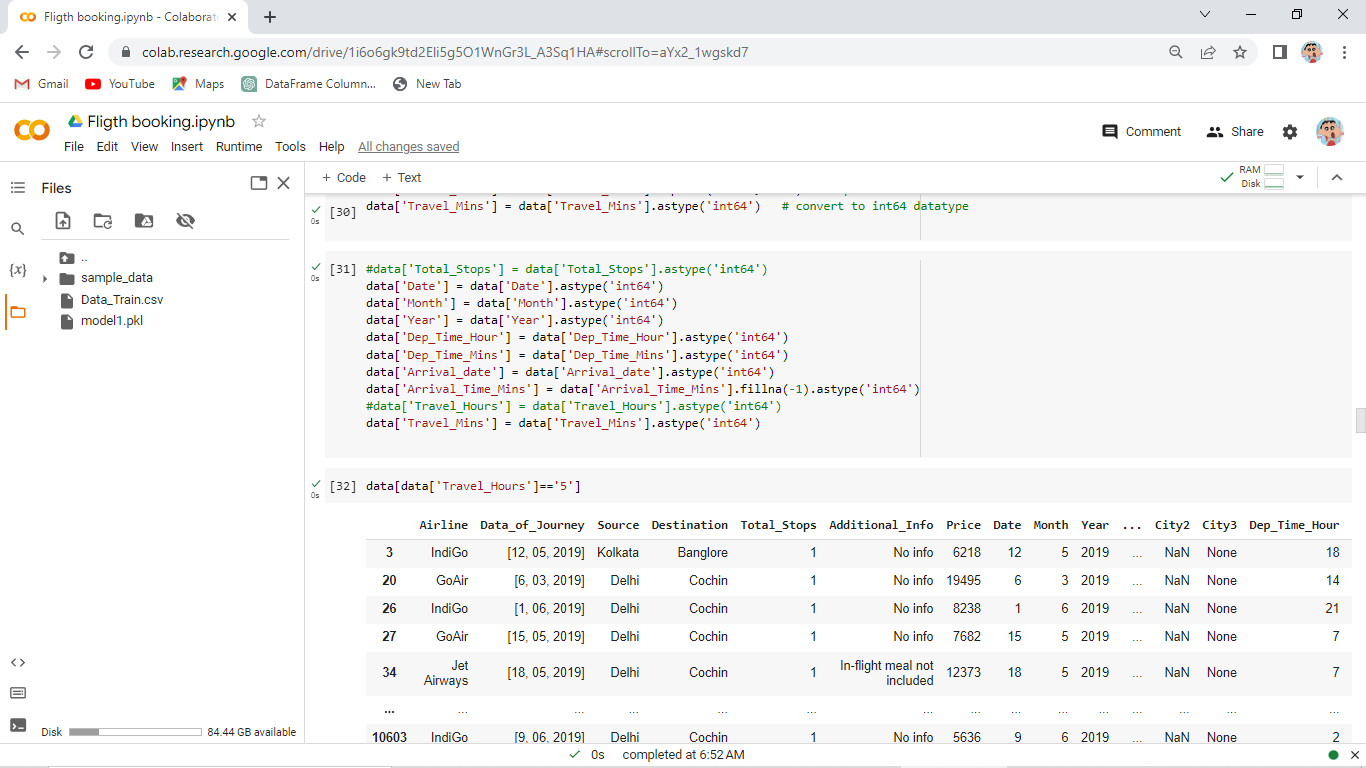 Fligth booking.ipynb - Colaborat
colab.research.google.com/drive/1i6o6gk9td2Eli5g5O1WnGr3L_A3Sq1HA#scrollTo=aYx2_1wgskd7
Gmail YouTube Maps DataFrame Column... New Tab
Fligth booking.ipynb
Comment Share
File Edit View Insert Runtime Tools Help All changes saved
Files
+ Code + Text
RAM
Disk
..
sample_data
Data_Train.csv
model1.pkl
{x}
[30] data['Travel_Mins'] = data['Travel_Mins'].astype('int64') # convert to int64 datatype
0s
[31] #data['Total_Stops'] = data['Total_Stops'].astype('int64')
0s
data['Date'] = data['Date'].astype('int64')
data['Month'] = data['Month'].astype('int64')
data['Year'] = data['Year'].astype('int64')
data['Dep_Time_Hour'] = data['Dep_Time_Hour'].astype('int64')
data['Dep_Time_Mins'] = data['Dep_Time_Mins'].astype('int64')
data['Arrival_date'] = data['Arrival_date'].astype('int64')
data['Arrival_Time_Mins'] = data['Arrival_Time_Mins'].fillna(-1).astype('int64')
#data['Travel_Hours'] = data['Travel_Hours'].astype('int64')
data['Travel_Mins'] = data['Travel_Mins'].astype('int64')
[32] data[data['Travel_Hours']=='5']
0s
Airline Data_of_Journey Source Destination Total_Stops Additional_Info Price Date Month Year ... City2 City3 Dep_Time_Hour
3 IndiGo [12, 05, 2019] Kolkata Banglore 1 No info 6218 12 5 2019 ... NaN None 18
20 GoAir [6, 03, 2019] Delhi Cochin 1 No info 19495 6 3 2019 ... NaN None 14
26 IndiGo [1, 06, 2019] Delhi Cochin 1 No info 8238 1 6 2019 ... NaN None 21
27 GoAir [15, 05, 2019] Delhi Cochin 1 No info 7682 15 5 2019 ... NaN None 7
34 Jet Airways [18, 05, 2019] Delhi Cochin 1 In-flight meal not included 12373 18 5 2019 ... NaN None 7
... ... ... ... ... ... ... ... ... ... ... ... ... ... ...
10603 IndiGo [9, 06, 2019] Delhi Cochin 1 No info 5636 9 6 2019 ... NaN None 2
Disk 84.44 GB available
0s completed at 6:52 AM